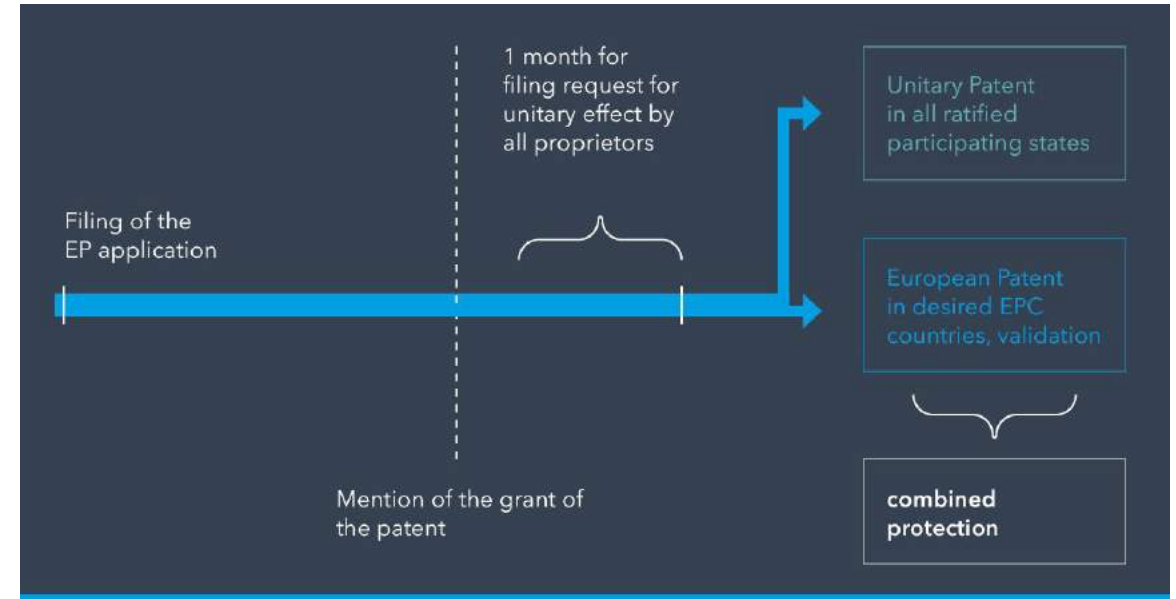 Filing of the
EP application
1 month for
filing request for
unitary effect by
all proprietors
Mention of the grant of
the patent
Unitary Patent
in all ratified
participating states
European Patent
in desired EPC
countries, validation
combined
protection